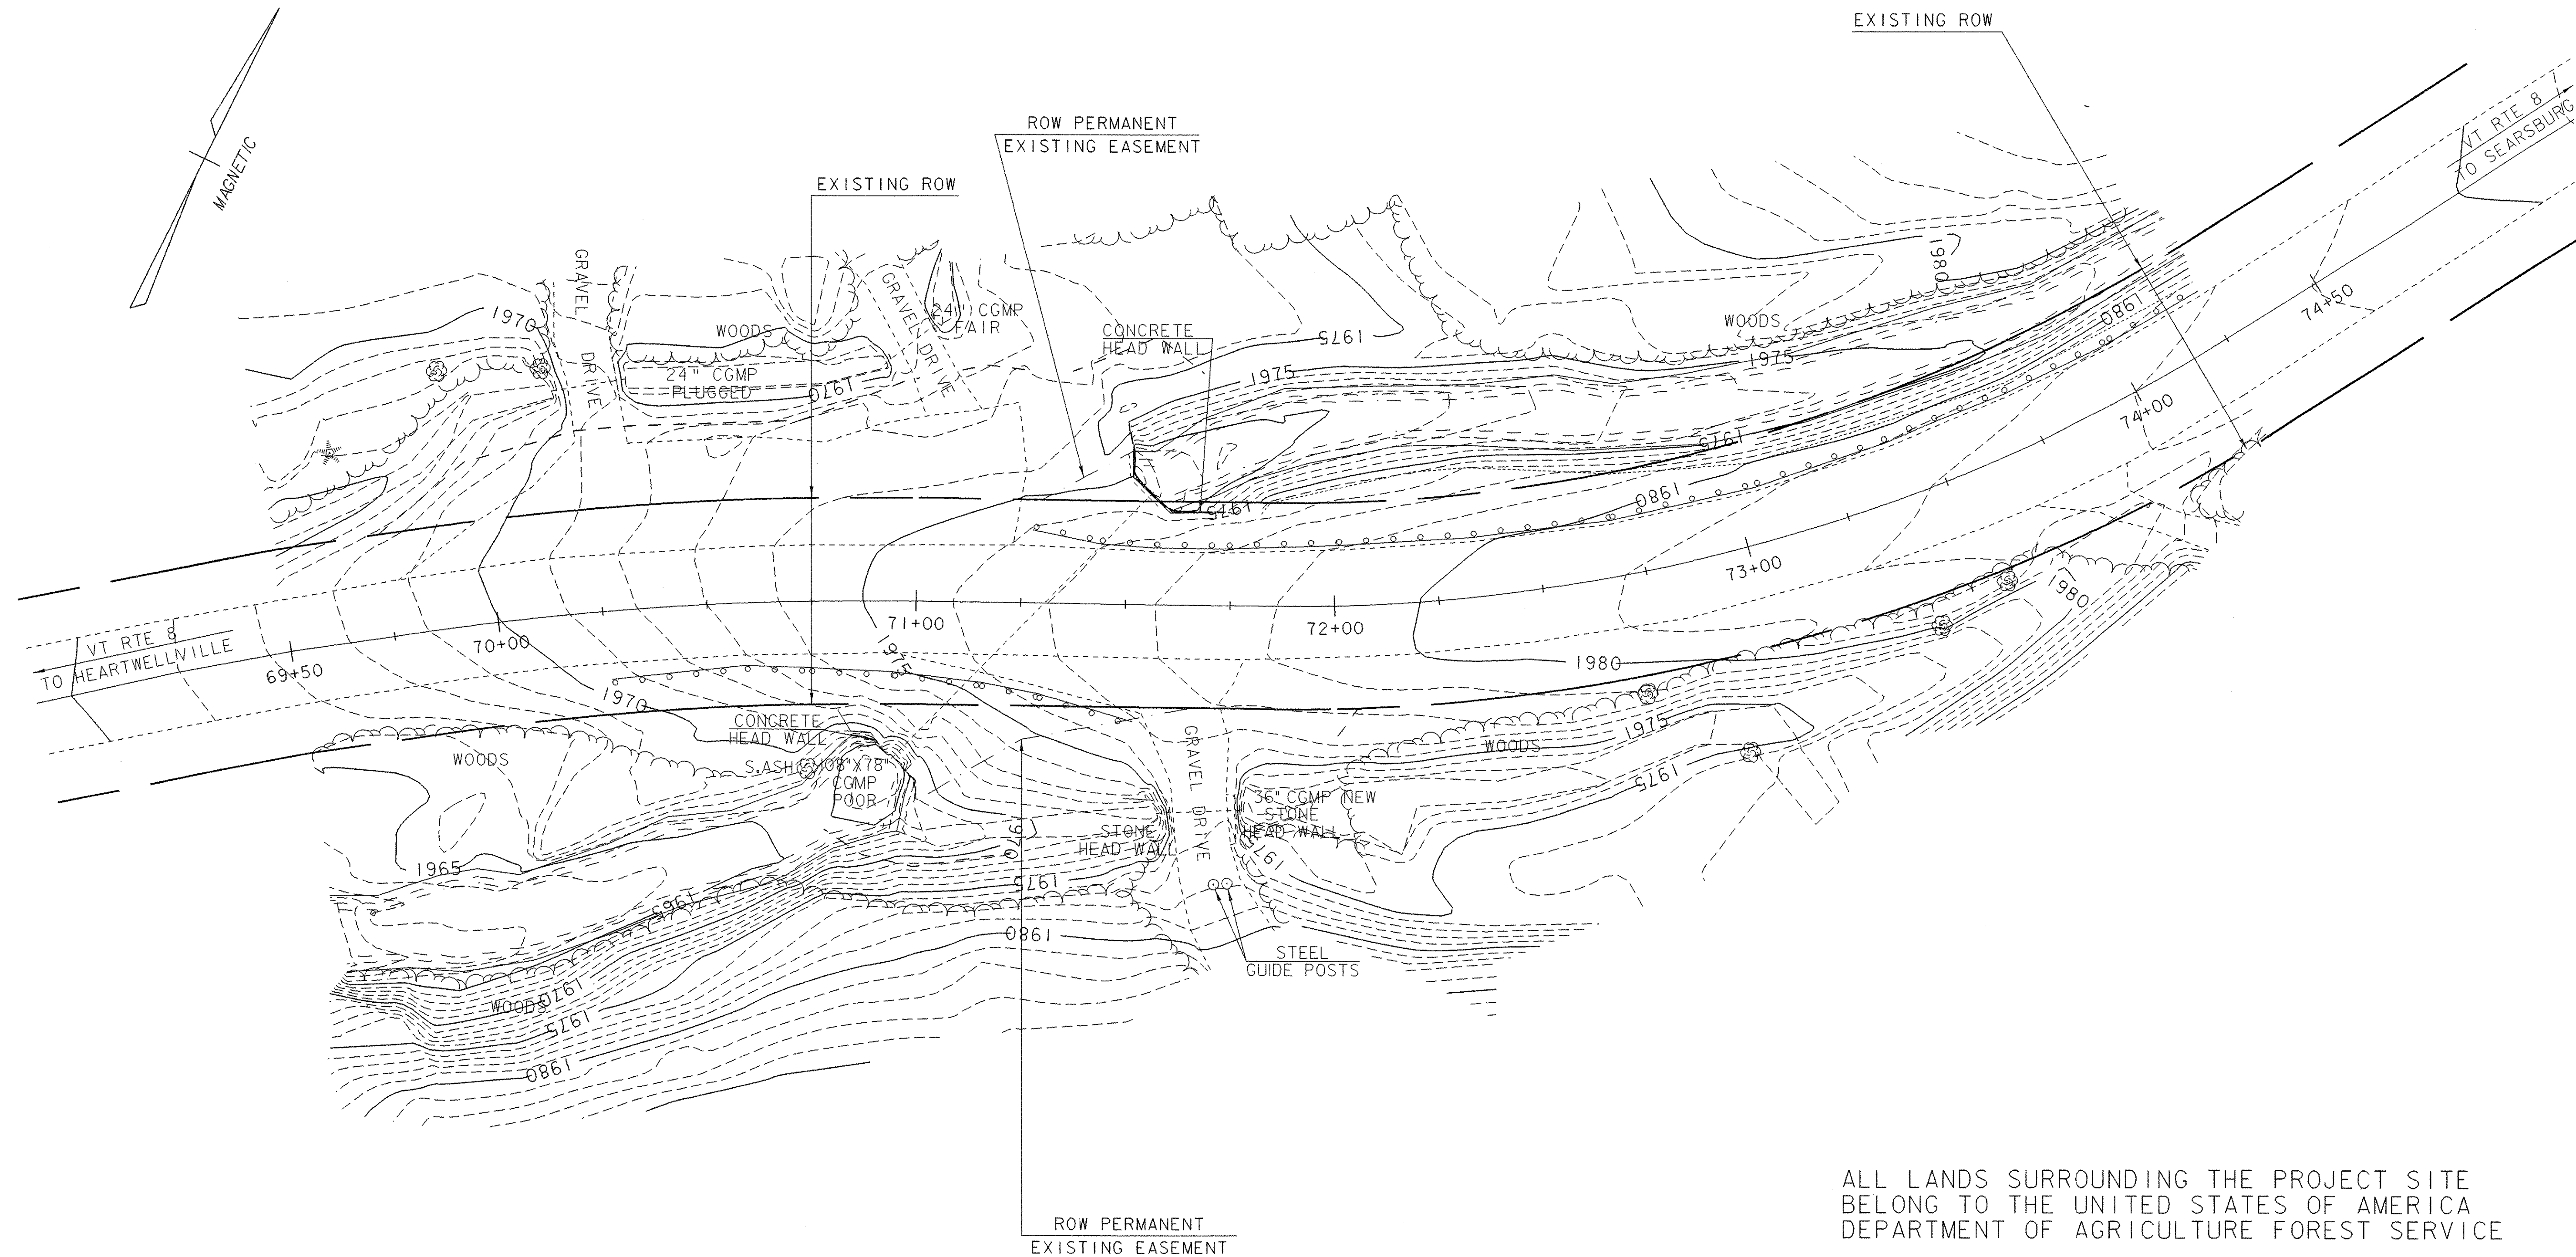 EXISTING ROW
MAGNETIC
ROW PERMANENT
EXISTING EASEMENT
EXISTING ROW
VT RTE 8
TO SEARSBURG
GRAVEL
DRIVE
GRAVEL DRIVE
24" CGMP
FAIR
1980
1970
WOODS
24" CGMP
PLUGGED
1970
CONCRETE
HEAD WALL
1975
1975
WOODS
1975
1980
74+50
74+00
1975
1975
1980
73+00
72+00
71+00
70+00
69+50
VT RTE 8
TO HEARTWELLVILLE
1975
1980
1980
1970
CONCRETE
HEAD WALL
WOODS
S.ASH
108"X78"
CGMP
POOR
GRAVEL DRIVE
1975
WOODS
1975
36" CGMP NEW
STONE
HEAD WALL
STONE
HEAD WALL
1970
1965
1975
1965
1980
STEEL
GUIDE POSTS
WOODS
1970
1975
1980
ROW PERMANENT
EXISTING EASEMENT
ALL LANDS SURROUNDING THE PROJECT SITE
BELONG TO THE UNITED STATES OF AMERICA
DEPARTMENT OF AGRICULTURE FOREST SERVICE